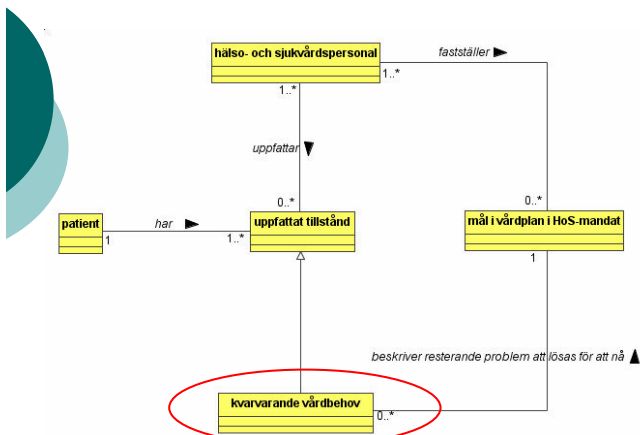 hälso- och sjukvårdspersonal
fastställer
1..*
1..*
uppfattar
0..*
0..*
patient
har
uppfattat tillstånd
mål i vårdplan i HoS-mandat
1
1..*
1
beskriver resterande problem att lösas för att nå
kvarvarande vårdbehov
0..*